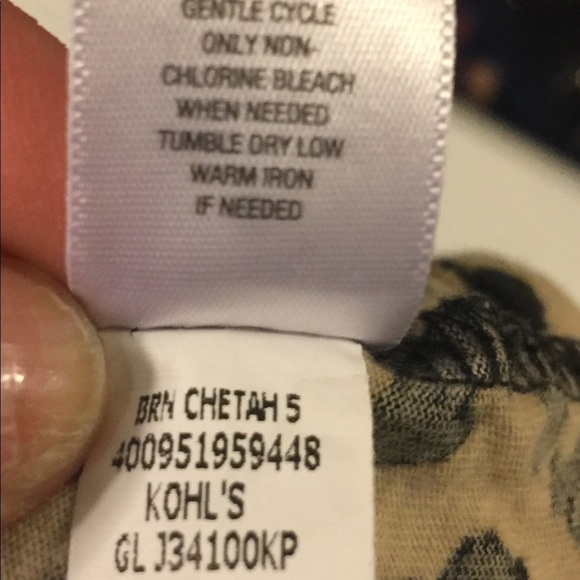 GENTLE CYCLE
ONLY NON-
CHLORINE BLEACH
WHEN NEEDED
TUMBLE DRY LOW
WARM IRON
IF NEEDED
BRN CHETAH 5
400951959448
KOHL'S
GL J34100KP